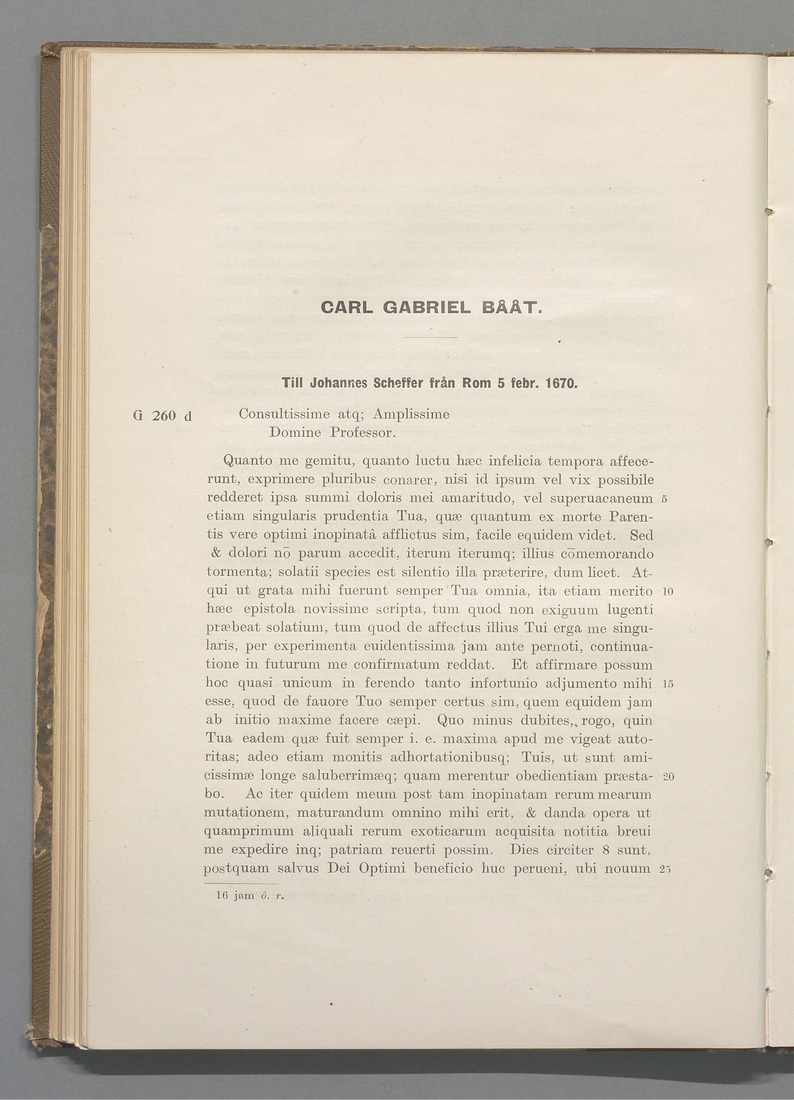 CARL GABRIEL BÅÅT.
Till Johannes Scheffer från Rom 5 febr. 1670.
G 260 d Consultissime atq; Amplissime
Domine Professor.
Quanto me gemitu, quanto luctu hæc infelicia tempora affece-
runt, exprimere pluribus conarer, nisi id ipsum vel vix possibile
redderet ipsa summi doloris mei amaritudo, vel superuacaneum 5
etiam singularis prudentia Tua, quæ quantum ex morte Paren-
tis vere optimi inopinatâ afflictus sim, facile equidem videt. Sed
& dolori nō parum accedit, iterum iterumq; illius cōmemorando
tormenta; solatii species est silentio illa præterire, dum licet. At-
qui ut grata mihi fuerunt semper Tua omnia, ita etiam merito 10
hæc epistola novissime scripta, tum quod non exiguum lugenti
præbeat solatium, tum quod de affectus illius Tui erga me singu-
laris, per experimenta euidentissima jam ante pernoti, continua-
tione in futurum me confirmatum reddat. Et affirmare possum
hoc quasi unicum in ferendo tanto infortunio adjumento mihi 15
esse, quod de fauore Tuo semper certus sim, quem equidem jam
ab initio maxime facere cæpi. Quo minus dubites, rogo, quin
Tua eadem quæ fuit semper i. e. maxima apud me vigeat auto-
ritas; adeo etiam monitis adhortationibusq; Tuis, ut sunt ami-
cissimæ longe saluberrimæq; quam merentur obedientiam præsta- 20
bo. Ac iter quidem meum post tam inopinatam rerum mearum
mutationem, maturandum omnino mihi erit, & danda opera ut
quamprimum aliquali rerum exoticarum acquisita notitia breui
me expedire inq; patriam reuerti possim. Dies circiter 8 sunt,
postquam salvus Dei Optimi beneficio huc perueni, ubi nouum 25
16 jam ö. r.